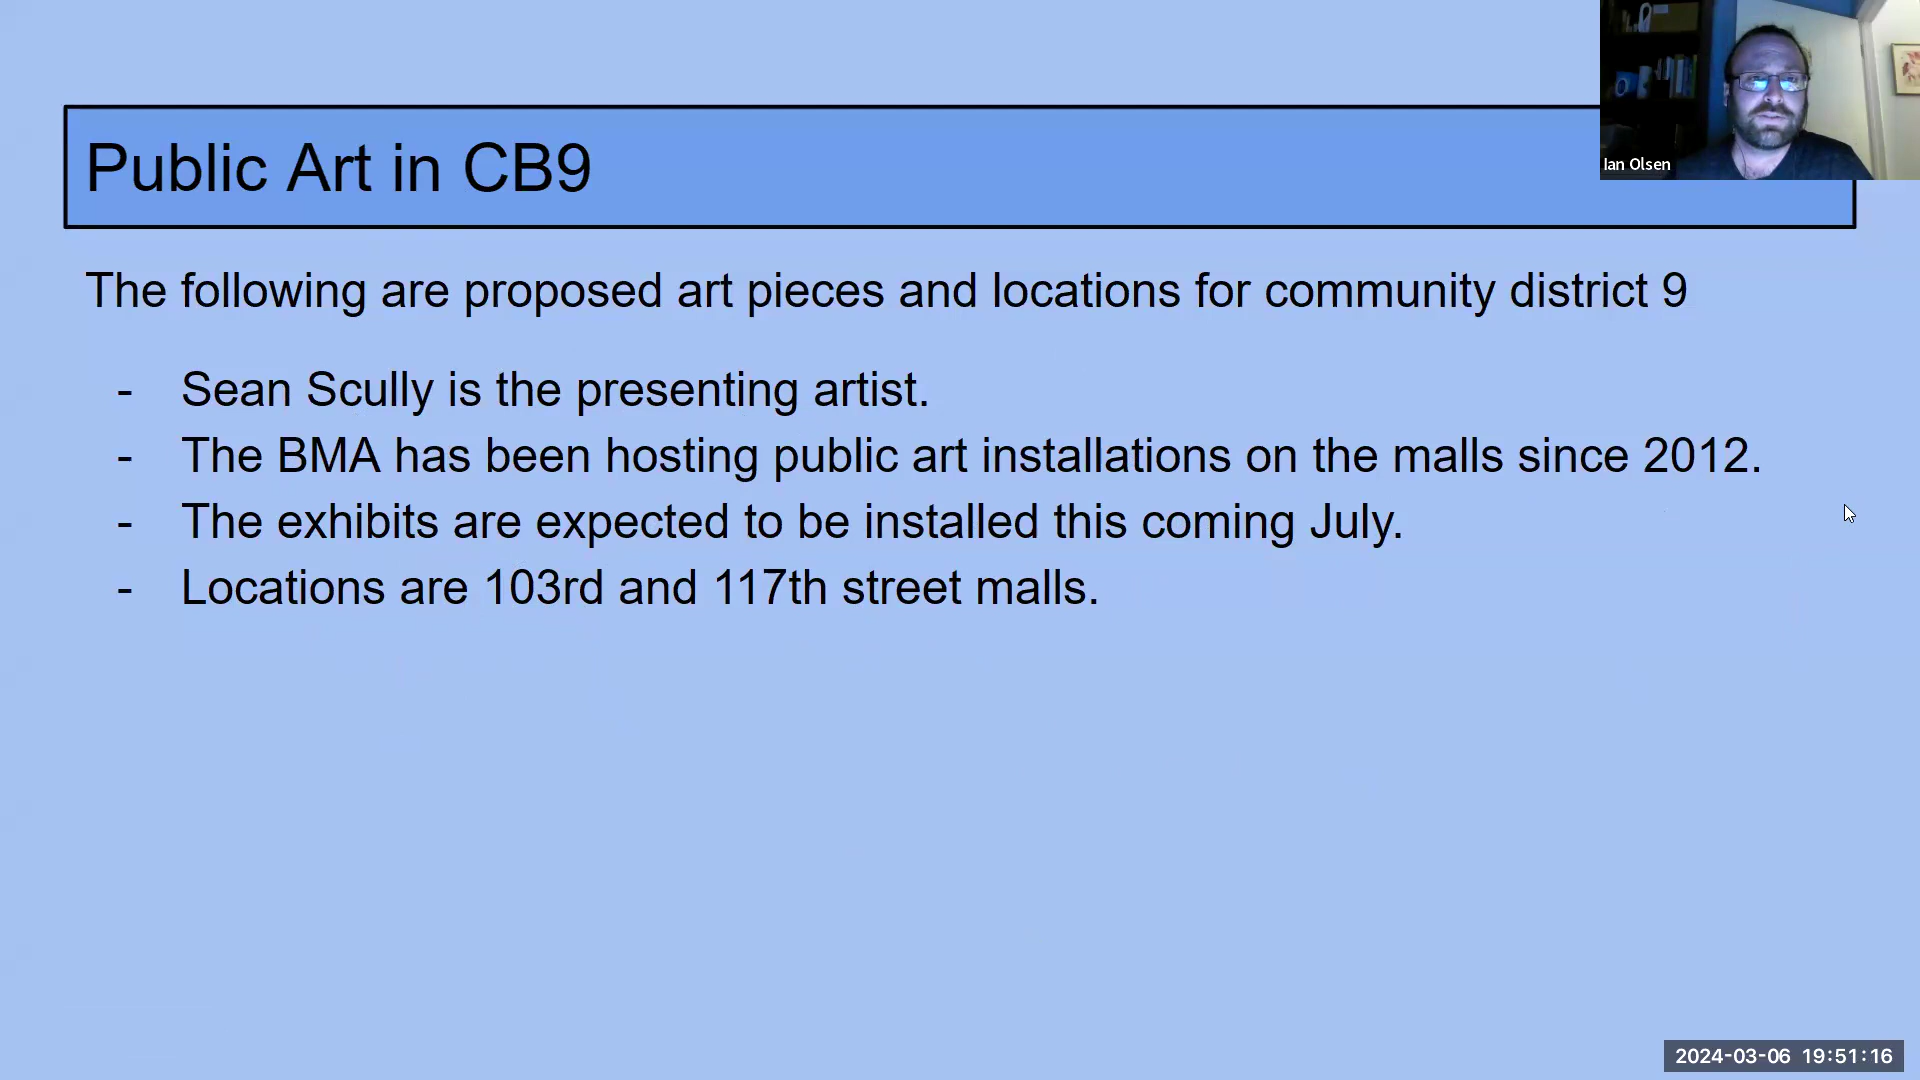 Ian Olsen
Public Art in CB9
The following are proposed art pieces and locations for community district 9
- Sean Scully is the presenting artist.
- The BMA has been hosting public art installations on the malls since 2012.
- The exhibits are expected to be installed this coming July.
- Locations are 103rd and 117th street malls.
2024-03-06 19:51:16